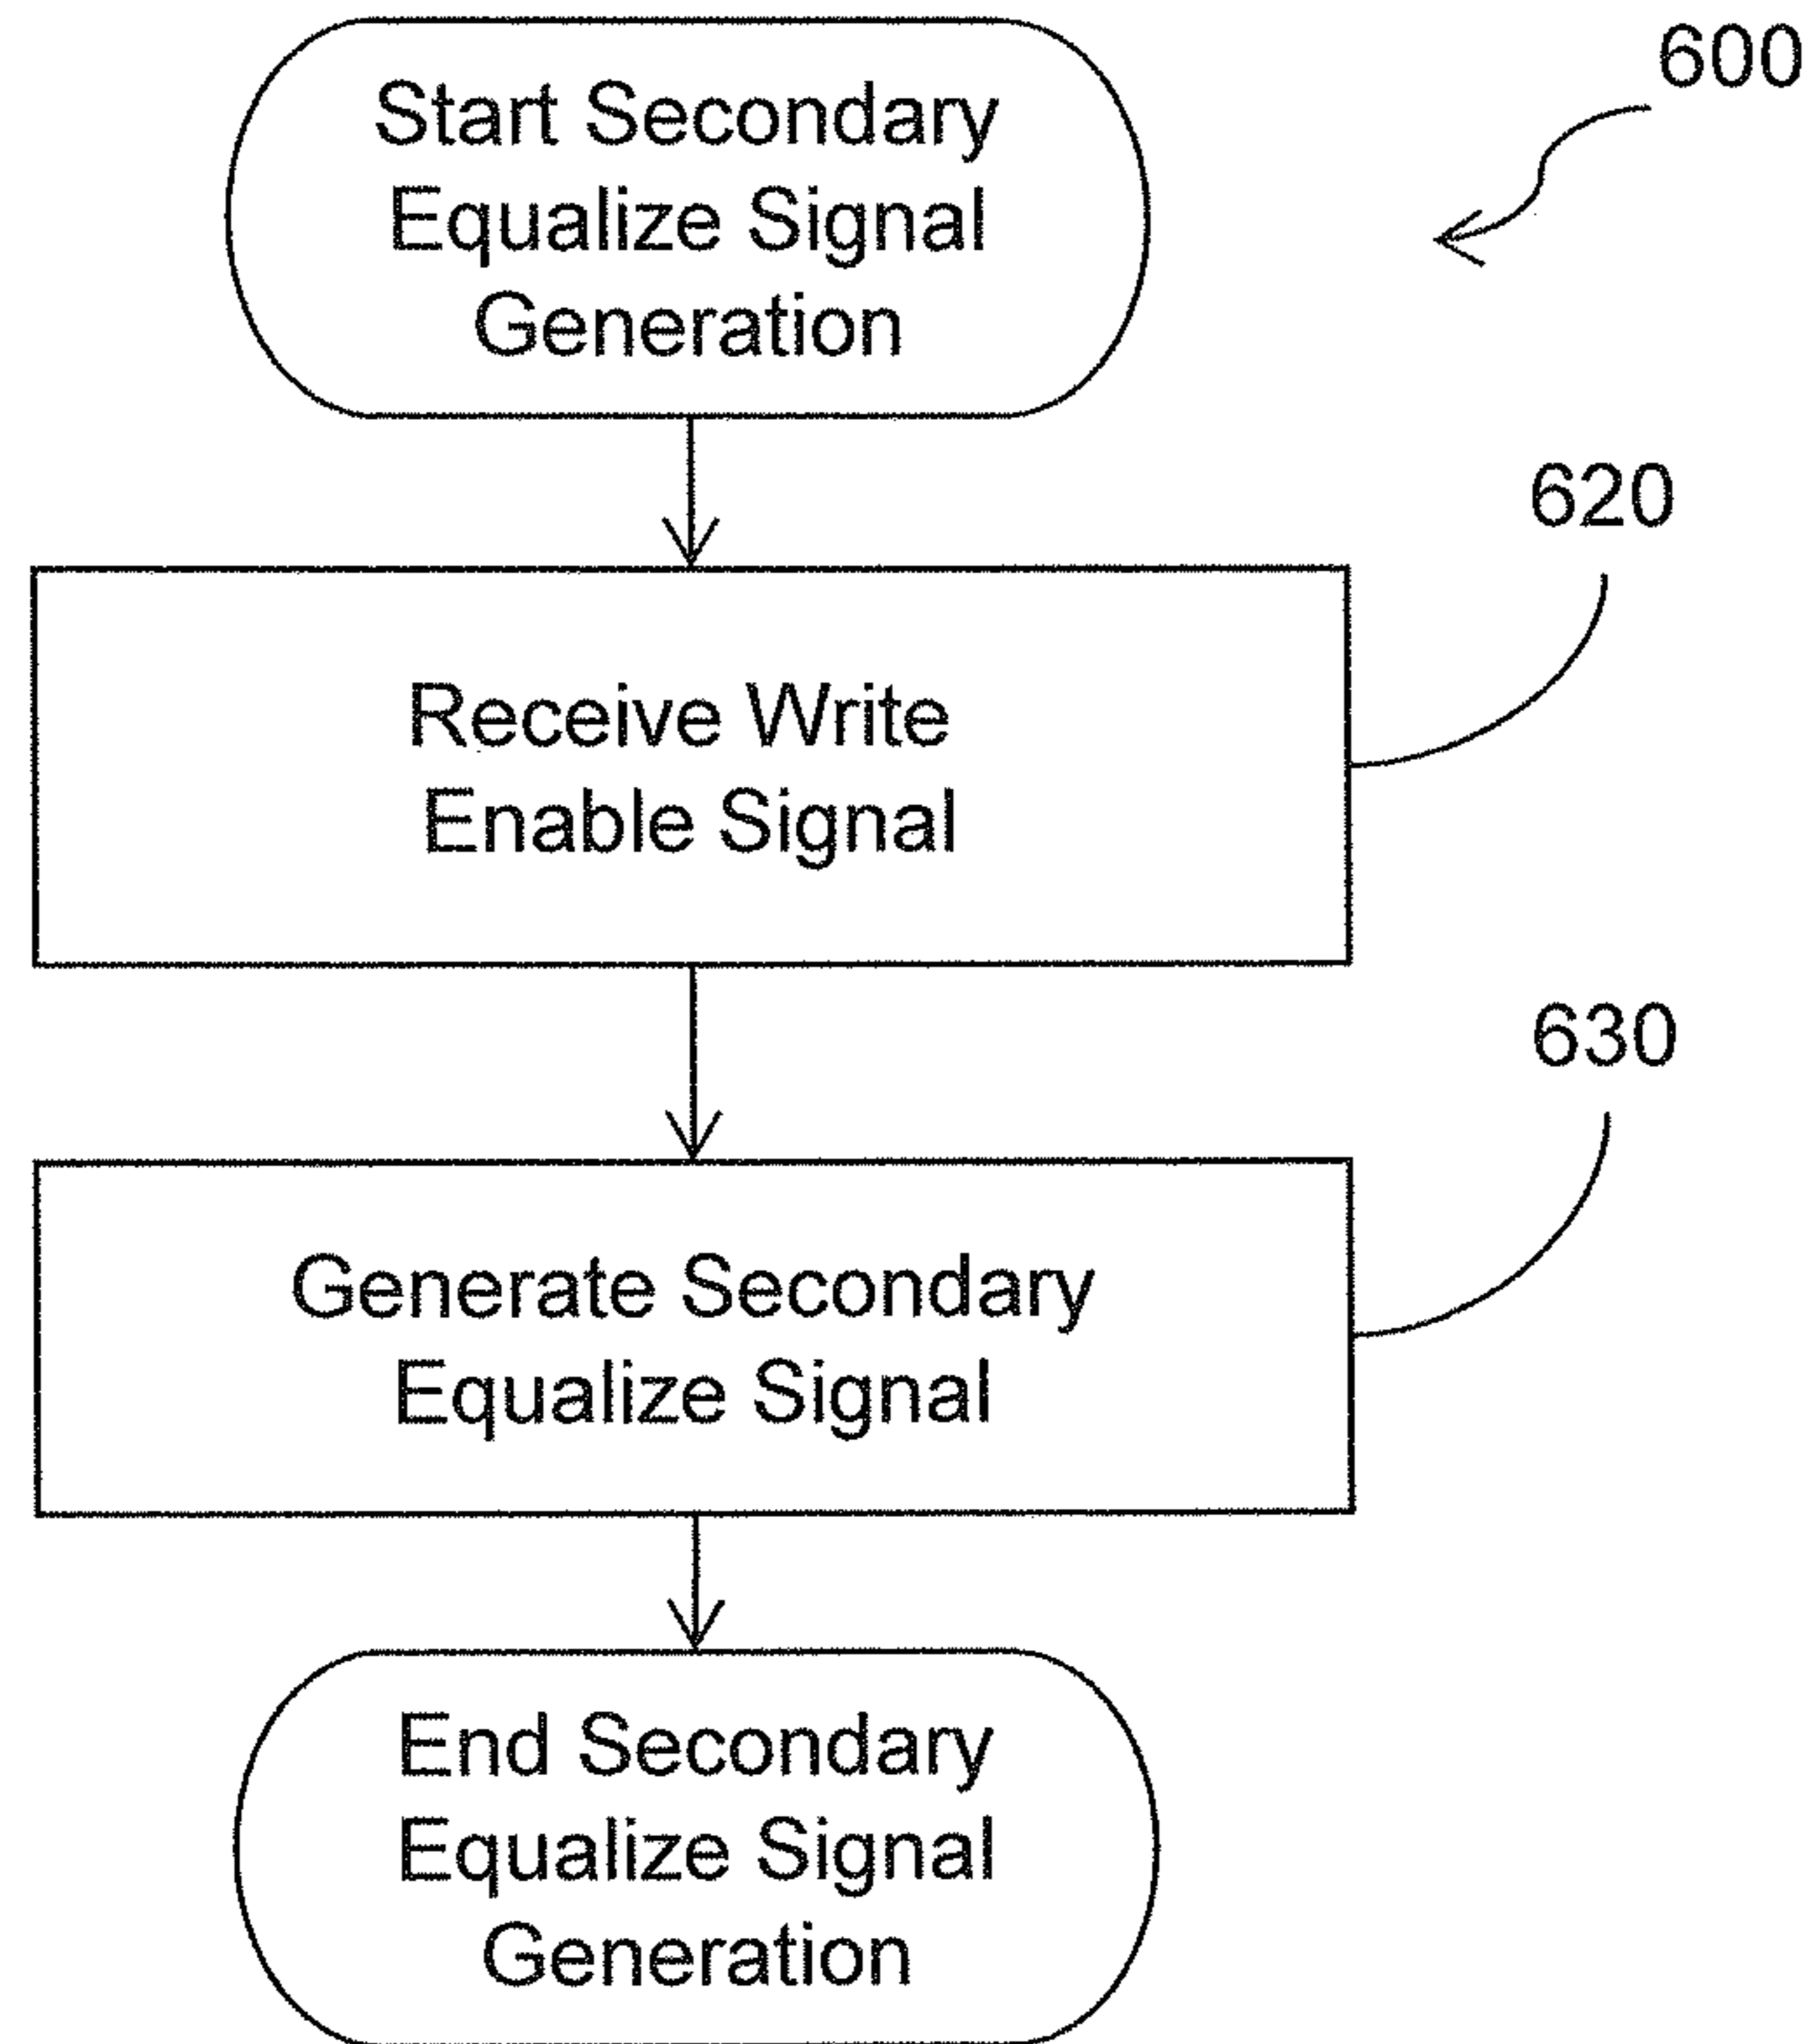 600
Start Secondary
Equalize Signal
Generation
620
Receive Write
Enable Signal
630
Generate Secondary
Equalize Signal
End Secondary
Equalize Signal
Generation